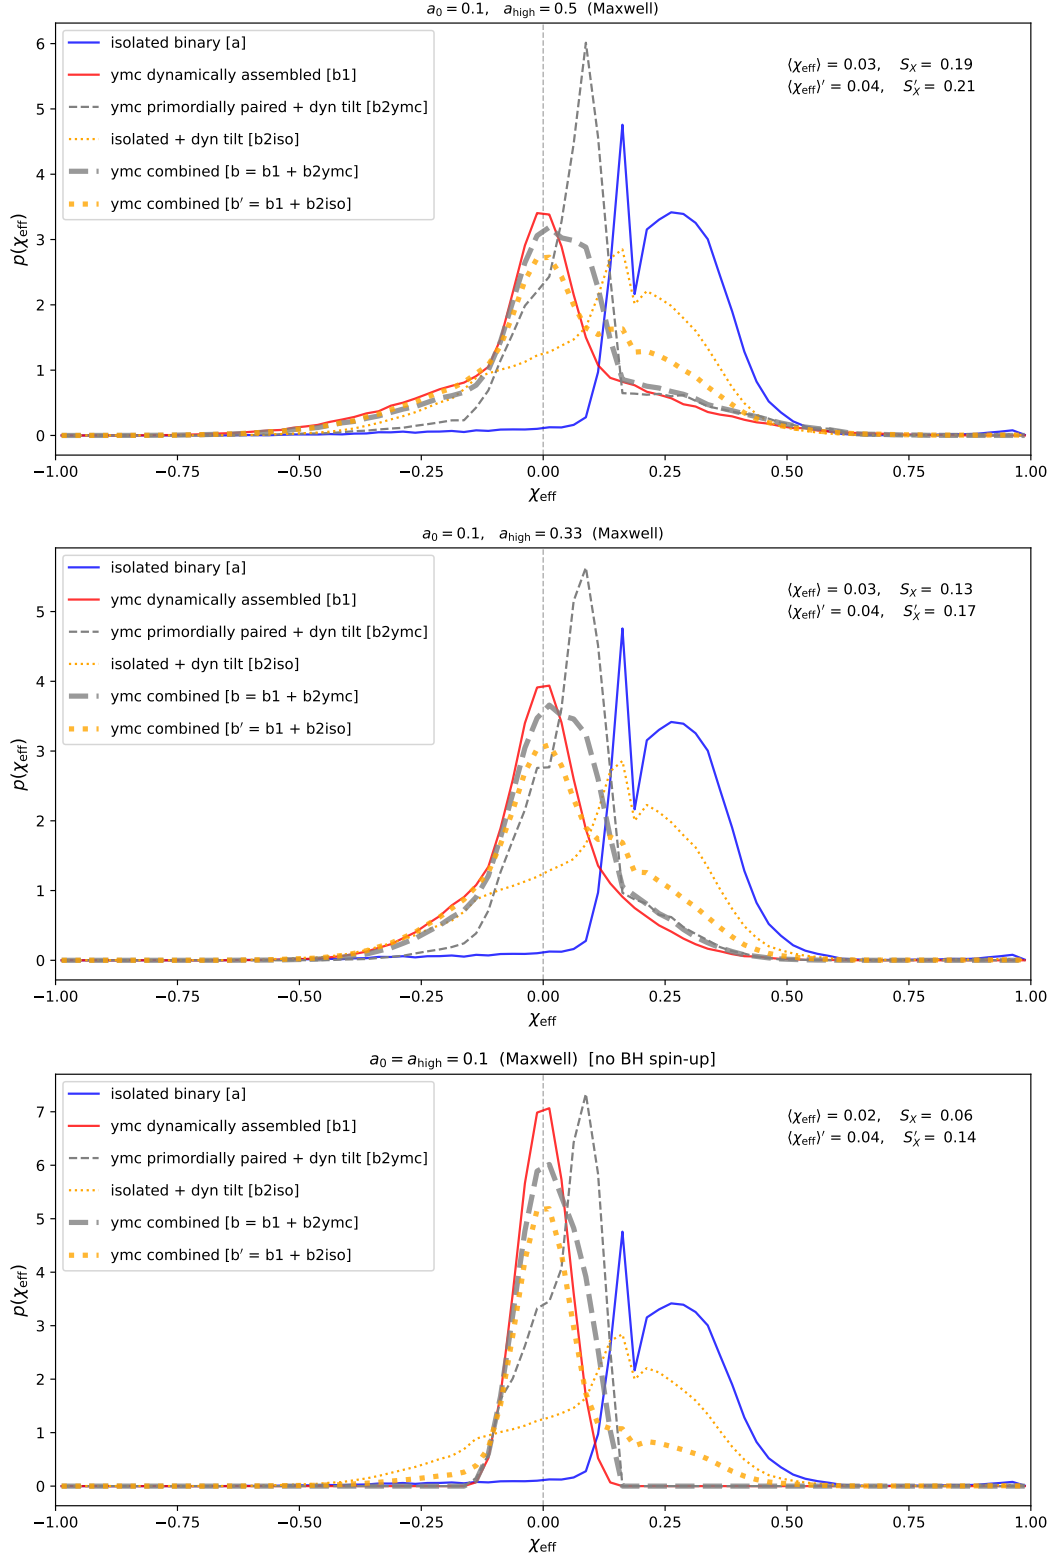 a₀ = 0.1,   a_high = 0.5  (Maxwell)
isolated binary [a]
ymc dynamically assembled [b1]
ymc primordially paired + dyn tilt [b2ymc]
isolated + dyn tilt [b2iso]
ymc combined [b = b1 + b2ymc]
ymc combined [b′ = b1 + b2iso]
⟨χ_eff⟩ = 0.03,   S_X = 0.19
⟨χ_eff⟩′ = 0.04,   S′_X = 0.21
p(χ_eff)
6
5
4
3
2
1
0
−1.00 −0.75 −0.50 −0.25 0.00 0.25 0.50 0.75 1.00
χ_eff
a₀ = 0.1,   a_high = 0.33  (Maxwell)
isolated binary [a]
ymc dynamically assembled [b1]
ymc primordially paired + dyn tilt [b2ymc]
isolated + dyn tilt [b2iso]
ymc combined [b = b1 + b2ymc]
ymc combined [b′ = b1 + b2iso]
⟨χ_eff⟩ = 0.03,   S_X = 0.13
⟨χ_eff⟩′ = 0.04,   S′_X = 0.17
p(χ_eff)
5
4
3
2
1
0
−1.00 −0.75 −0.50 −0.25 0.00 0.25 0.50 0.75 1.00
χ_eff
a₀ = a_high = 0.1  (Maxwell)  [no BH spin-up]
isolated binary [a]
ymc dynamically assembled [b1]
ymc primordially paired + dyn tilt [b2ymc]
isolated + dyn tilt [b2iso]
ymc combined [b = b1 + b2ymc]
ymc combined [b′ = b1 + b2iso]
⟨χ_eff⟩ = 0.02,   S_X = 0.06
⟨χ_eff⟩′ = 0.04,   S′_X = 0.14
p(χ_eff)
7
6
5
4
3
2
1
0
−1.00 −0.75 −0.50 −0.25 0.00 0.25 0.50 0.75 1.00
χ_eff